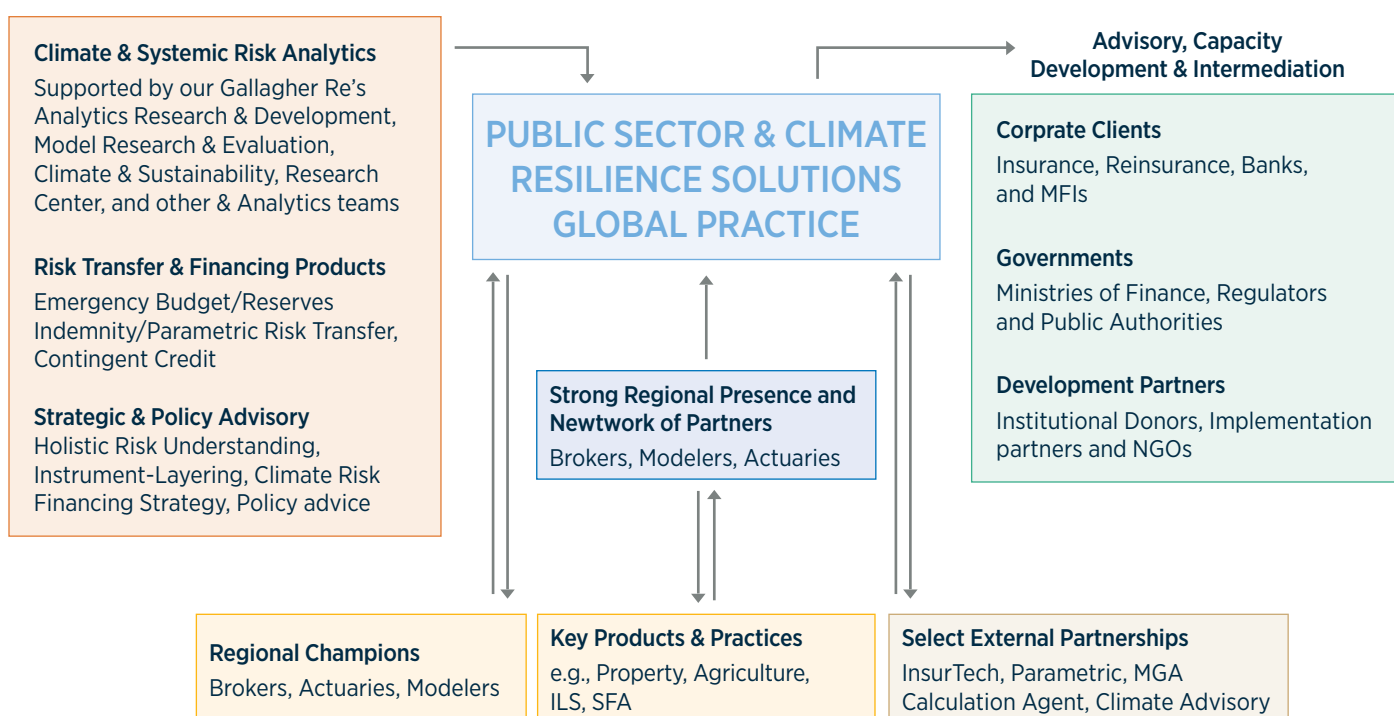 Climate & Systemic Risk Analytics
Supported by our Gallagher Re's
Analytics Research & Development,
Model Research & Evaluation,
Climate & Sustainability, Research
Center, and other & Analytics teams
Risk Transfer & Financing Products
Emergency Budget/Reserves
Indemnity/Parametric Risk Transfer,
Contingent Credit
Strategic & Policy Advisory
Holistic Risk Understanding,
Instrument-Layering, Climate Risk
Financing Strategy, Policy advice
PUBLIC SECTOR & CLIMATE
RESILIENCE SOLUTIONS
GLOBAL PRACTICE
Advisory, Capacity
Development & Intermediation
Corprate Clients
Insurance, Reinsurance, Banks,
and MFIs
Governments
Ministries of Finance, Regulators
and Public Authorities
Development Partners
Institutional Donors, Implementation
partners and NGOs
Strong Regional Presence and
Newtwork of Partners
Brokers, Modelers, Actuaries
Regional Champions
Brokers, Actuaries, Modelers
Key Products & Practices
e.g., Property, Agriculture,
ILS, SFA
Select External Partnerships
InsurTech, Parametric, MGA
Calculation Agent, Climate Advisory